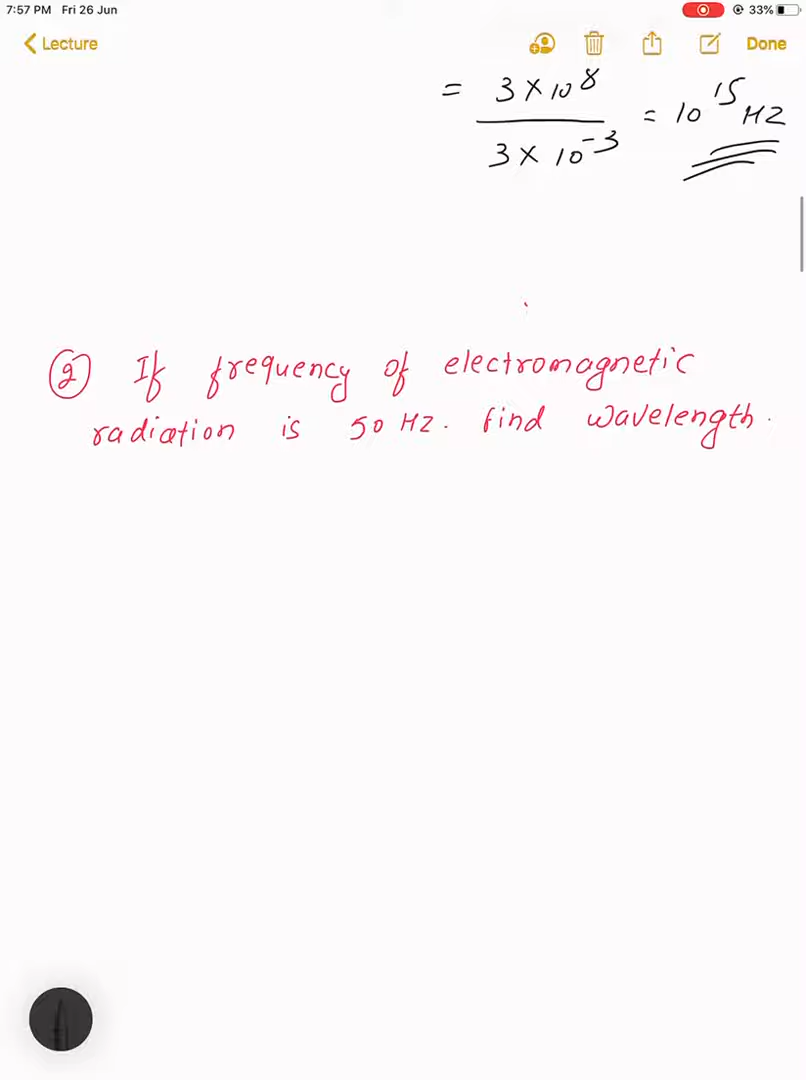 7:57 PM Fri 26 Jun 33%
Lecture Done
= 3 × 10^8 / 3 × 10^-3 = 10^15 HZ
② If frequency of electromagnetic
radiation is 50 HZ. find wavelength.